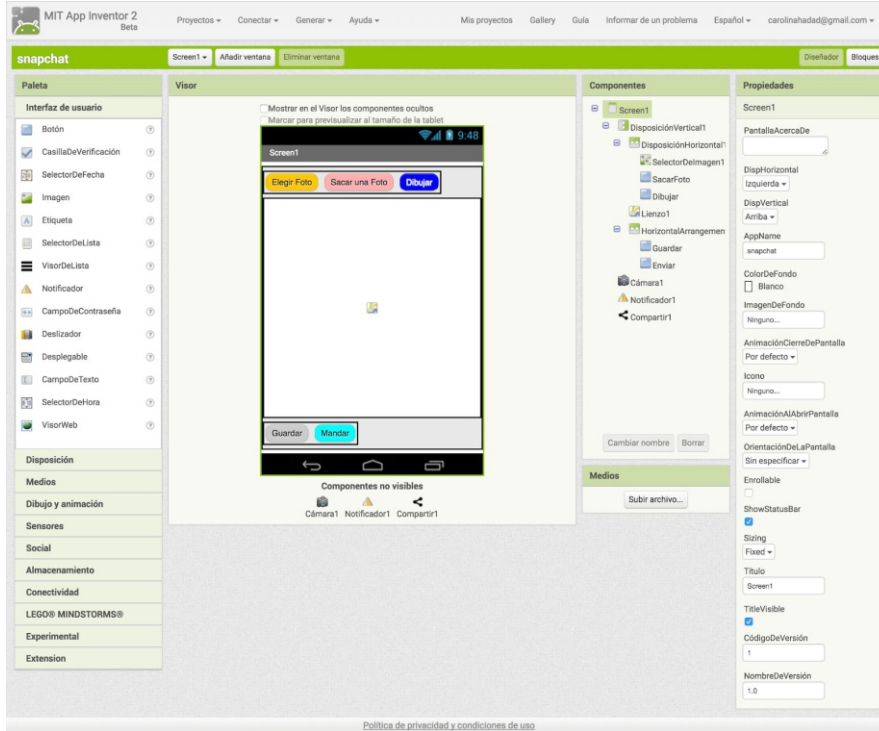 MIT App Inventor 2
Beta
Proyectos
Conectar
Generar
Ayuda
Mis proyectos
Gallery
Guía
Informar de un problema
Español
carolinahadad@gmail.com
snapchat
Screen1
Añadir ventana
Eliminar ventana
Diseñador
Bloques
Paleta
Interfaz de usuario
Botón
CasillaDeVerificación
SelectorDeFecha
Imagen
Etiqueta
SelectorDeLista
VisorDeLista
Notificador
CampoDeContraseña
Deslizador
Desplegable
CampoDeTexto
SelectorDeHora
VisorWeb
Disposición
Medios
Dibujo y animación
Sensores
Social
Almacenamiento
Conectividad
LEGO® MINDSTORMS®
Experimental
Extension
Visor
Mostrar en el Visor los componentes ocultos
Marcar para previsualizar al tamaño de la tablet
9:48
Screen1
Elegir Foto
Sacar una Foto
Dibujar
Guardar
Mandar
Componentes no visibles
Cámara1
Notificador1
Compartir1
Componentes
Screen1
DisposiciónVertical1
DisposiciónHorizontal1
SelectorDeImagen1
SacarFoto
Dibujar
Lienzo1
HorizontalArrangemen
Guardar
Enviar
Cámara1
Notificador1
Compartir1
Cambiar nombre
Borrar
Medios
Subir archivo...
Propiedades
Screen1
PantallaAcercaDe
DispHorizontal
Izquierda
DispVertical
Arriba
AppName
snapchat
ColorDeFondo
Blanco
ImagenDeFondo
Ninguno...
AnimaciónCierreDePantalla
Por defecto
Icono
Ninguno...
AnimaciónAlAbrirPantalla
Por defecto
OrientaciónDeLaPantalla
Sin especificar
Enrollable
ShowStatusBar
Sizing
Fixed
Título
Screen1
TitleVisible
CódigoDeVersión
1
NombreDeVersión
1.0
Política de privacidad y condiciones de uso